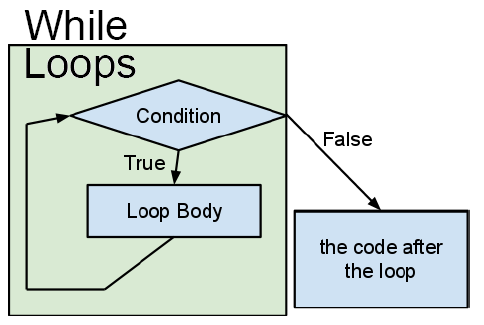 While
Loops
Condition
True
False
Loop Body
the code after
the loop